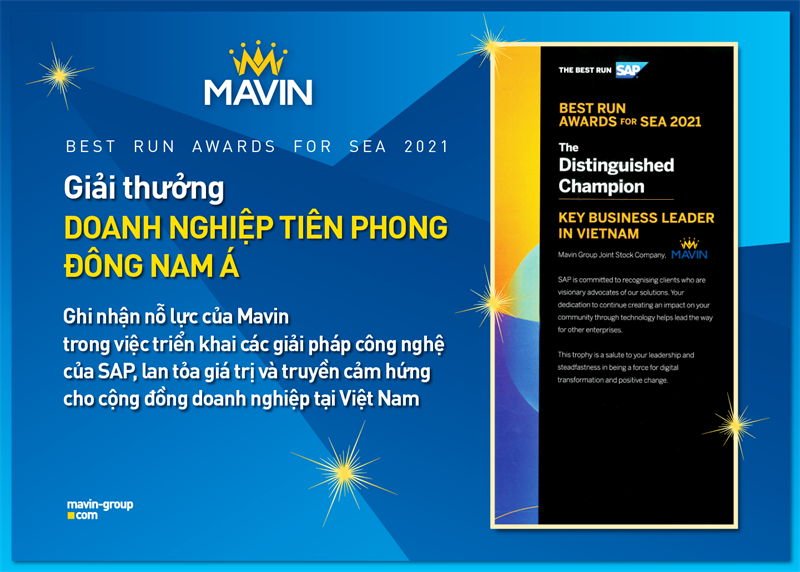 MAVIN
BEST RUN AWARDS FOR SEA 2021
Giải thưởng
DOANH NGHIỆP TIÊN PHONG
ĐÔNG NAM Á
Ghi nhận nỗ lực của Mavin
trong việc triển khai các giải pháp công nghệ
của SAP, lan tỏa giá trị và truyền cảm hứng
cho cộng đồng doanh nghiệp tại Việt Nam
mavin-group
com
THE BEST RUN SAP
BEST RUN
AWARDS FOR SEA 2021
The
Distinguished
Champion
KEY BUSINESS LEADER
IN VIETNAM
Mavin Group Joint Stock Company, MAVIN
SAP is committed to recognising clients who are
visionary advocates of our solutions. Your
dedication to continue creating an impact on your
community through technology helps lead the way
for other enterprises.
This trophy is a salute to your leadership and
steadfastness in being a force for digital
transformation and positive change.